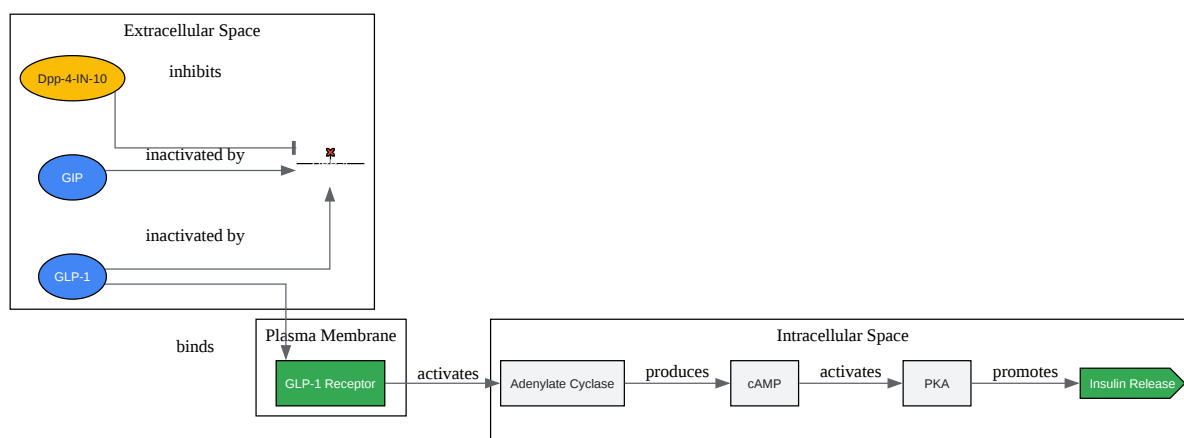 Extracellular Space
Dpp-4-IN-10
inhibits
inactivated by
GIP
inactivated by
GLP-1
binds
Plasma Membrane
GLP-1 Receptor
activates
Intracellular Space
Adenylate Cyclase
produces
cAMP
activates
PKA
promotes
Insulin Release